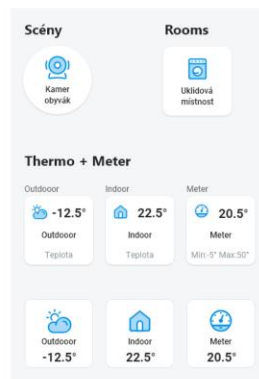 Scény Rooms
Kamer Uklidová
obyvák místnost
Thermo + Meter
Outdooor Indoor Meter
-12.5° 22.5° 20.5°
Outdooor Indoor Meter
Teplota Teplota Min:-5° Max:50°
Outdooor Indoor Meter
-12.5° 22.5° 20.5°